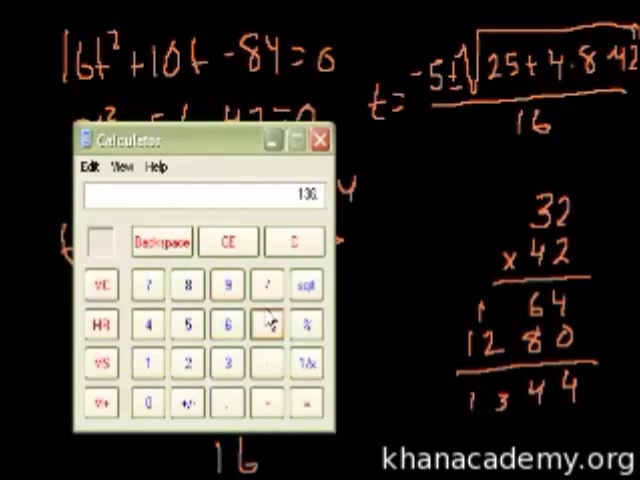 16t² + 10t - 84 = 0
t = -5 ± √25 + 4 · 8 · 42
16
Calculator
Edit View Help
136.
Backspace CE C
MC 7 8 9 / sqrt
MR 4 5 6 %
MS 1 2 3 - 1/x
M+ 0 +/- . + =
32
x 42
1 64
1280
1344
16
khanacademy.org